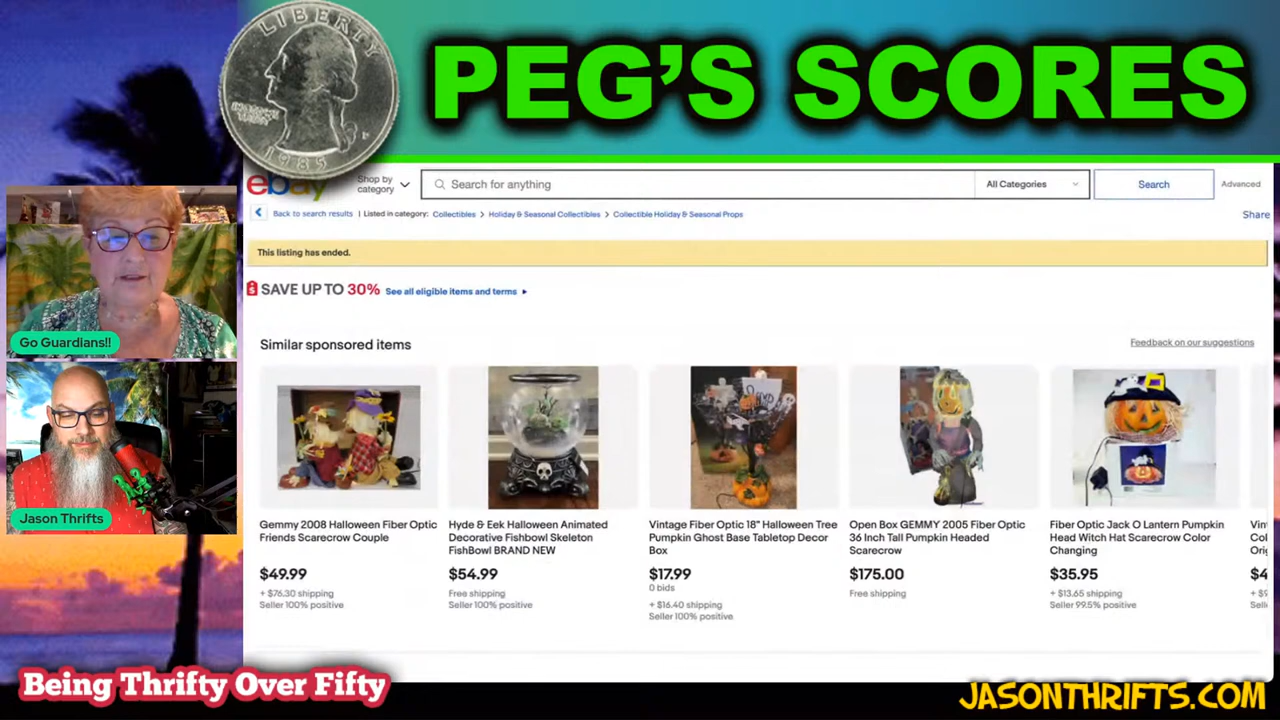 LIBERTY
IN GOD WE TRUST
1985
PEG'S SCORES
ebay
Shop by category
Search for anything
All Categories
Search
Advanced
Back to search results | Listed in category: Collectibles > Holiday & Seasonal Collectibles > Collectible Holiday & Seasonal Props
Share
This listing has ended.
SAVE UP TO 30% See all eligible items and terms
Similar sponsored items
Feedback on our suggestions
Gemmy 2008 Halloween Fiber Optic
Friends Scarecrow Couple
$49.99
+ $76.30 shipping
Seller 100% positive
Hyde & Eek Halloween Animated
Decorative Fishbowl Skeleton
FishBowl BRAND NEW
$54.99
Free shipping
Seller 100% positive
Vintage Fiber Optic 18" Halloween Tree
Pumpkin Ghost Base Tabletop Decor
Box
$17.99
0 bids
+ $16.40 shipping
Seller 100% positive
Open Box GEMMY 2005 Fiber Optic
36 Inch Tall Pumpkin Headed
Scarecrow
$175.00
Free shipping
Fiber Optic Jack O Lantern Pumpkin
Head Witch Hat Scarecrow Color
Changing
$35.95
+ $13.65 shipping
Seller 99.5% positive
Go Guardians!!
Jason Thrifts
Being Thrifty Over Fifty
JASONTHRIFTS.COM